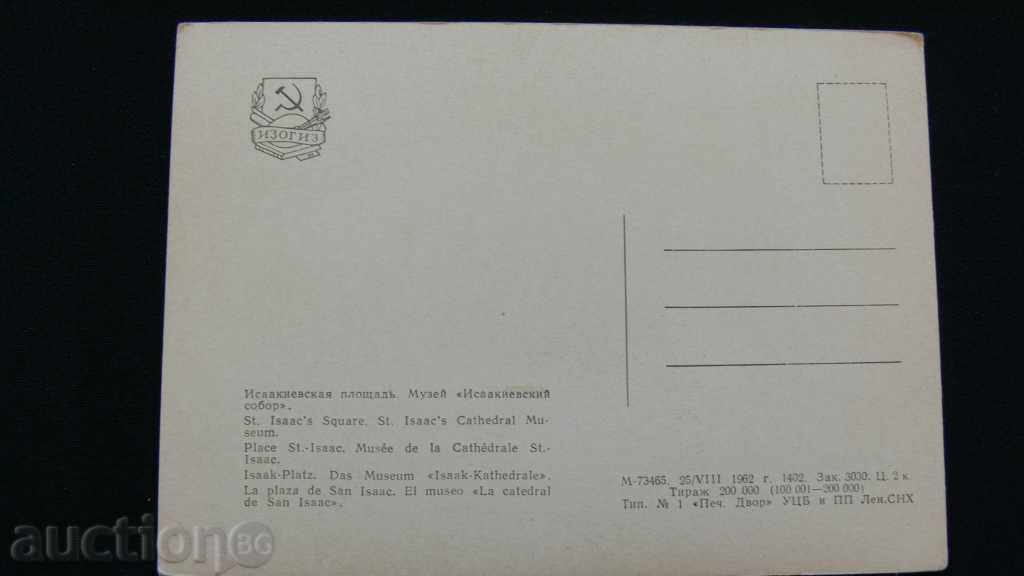 ИЗОГИЗ
Исаакиевская площадь. Музей «Исаакиевский
собор».
St. Isaac's Square. St. Isaac's Cathedral Mu-
seum.
Place St.-Isaac. Musée de la Cathédrale St.-
Isaac.
Isaak-Platz. Das Museum «Isaak-Kathedrale».
La plaza de San Isaac. El museo «La catedral
de San Isaac».
М-73465. 25/VIII 1962 г. 1402. Зак. 3030. Ц. 2 к.
Тираж 200 000 (100 001—300 000)
Тип. № 1 «Печ. Двор» УЦБ и ПП Лен.СНХ
auctionBG